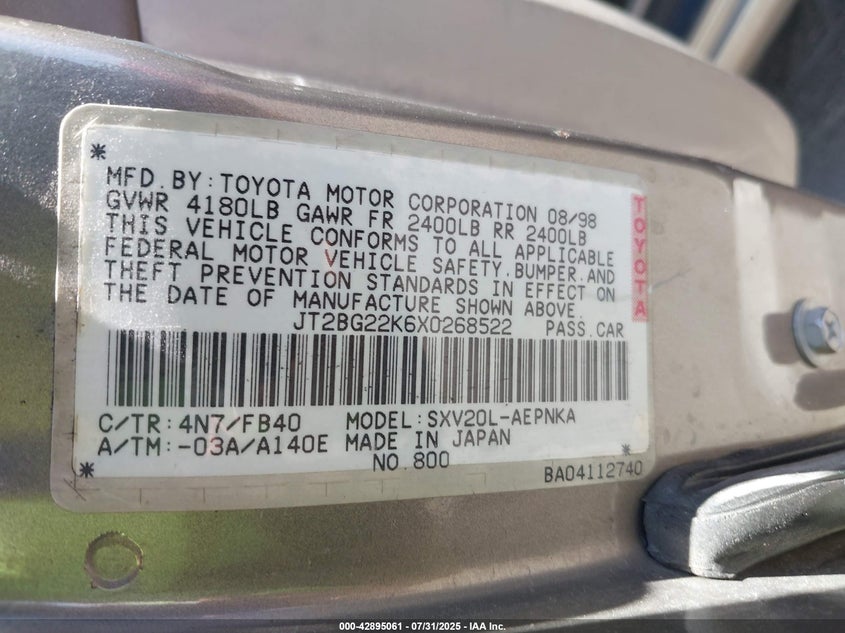 MFD. BY: TOYOTA MOTOR CORPORATION 08/98
GVWR 4180LB GAWR FR 2400LB RR 2400LB
THIS VEHICLE CONFORMS TO ALL APPLICABLE
FEDERAL MOTOR VEHICLE SAFETY, BUMPER, AND
THEFT PREVENTION STANDARDS IN EFFECT ON
THE DATE OF MANUFACTURE SHOWN ABOVE.
JT2BG22K6X0268522 PASS. CAR
TOYOTA
C/TR: 4N7/FB40 MODEL: SXV20L-AEPNKA
A/TM: -03A/A140E MADE IN JAPAN
NO. 800
BA04112740
000-42895061 - 07/31/2025 - IAA Inc.